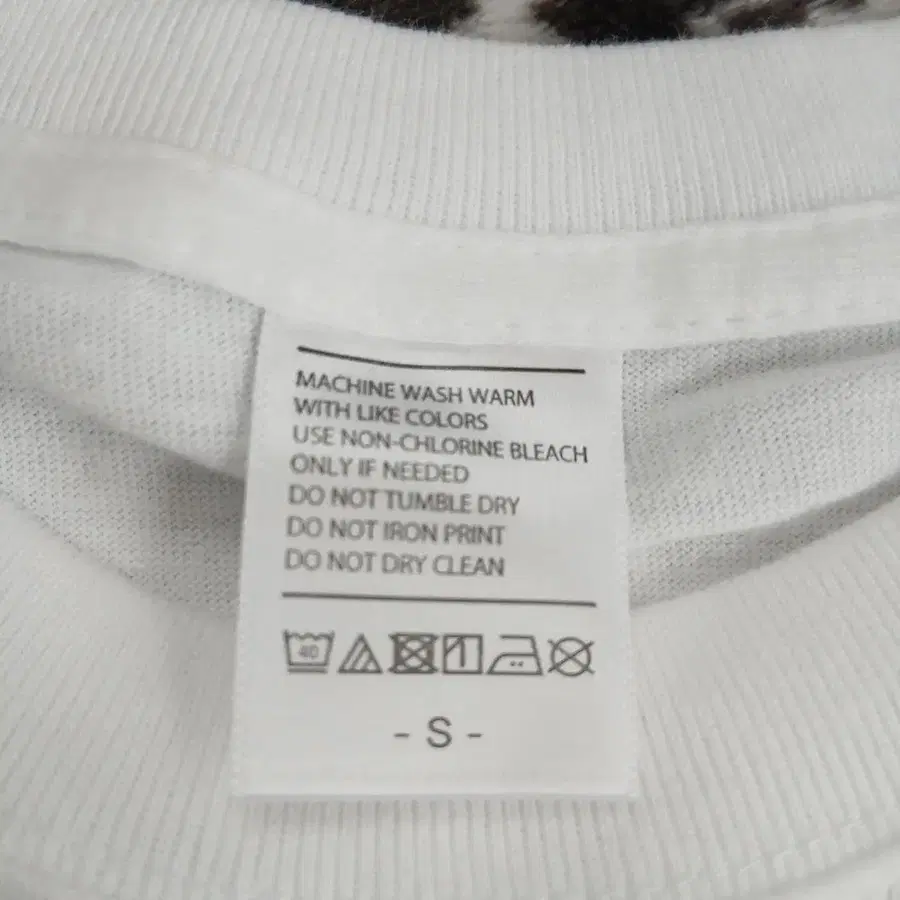 MACHINE WASH WARM
WITH LIKE COLORS
USE NON-CHLORINE BLEACH
ONLY IF NEEDED
DO NOT TUMBLE DRY
DO NOT IRON PRINT
DO NOT DRY CLEAN
40
- S -